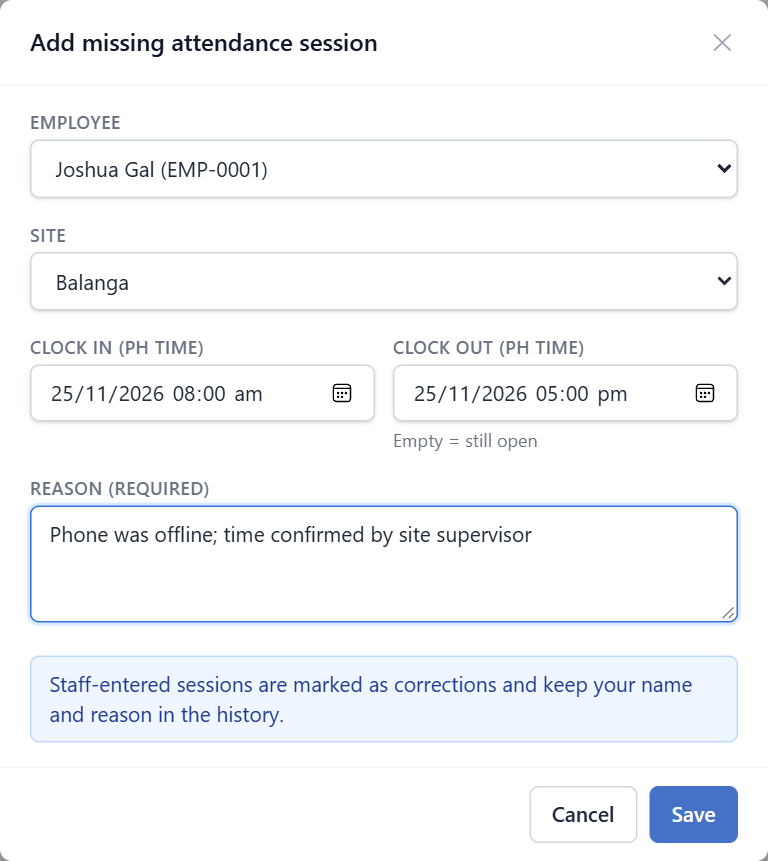 Add missing attendance session
EMPLOYEE
Joshua Gal (EMP-0001)
SITE
Balanga
CLOCK IN (PH TIME)
CLOCK OUT (PH TIME)
25/11/2026 08:00 am
25/11/2026 05:00 pm
Empty = still open
REASON (REQUIRED)
Phone was offline; time confirmed by site supervisor
Staff-entered sessions are marked as corrections and keep your name
and reason in the history.
Cancel
Save